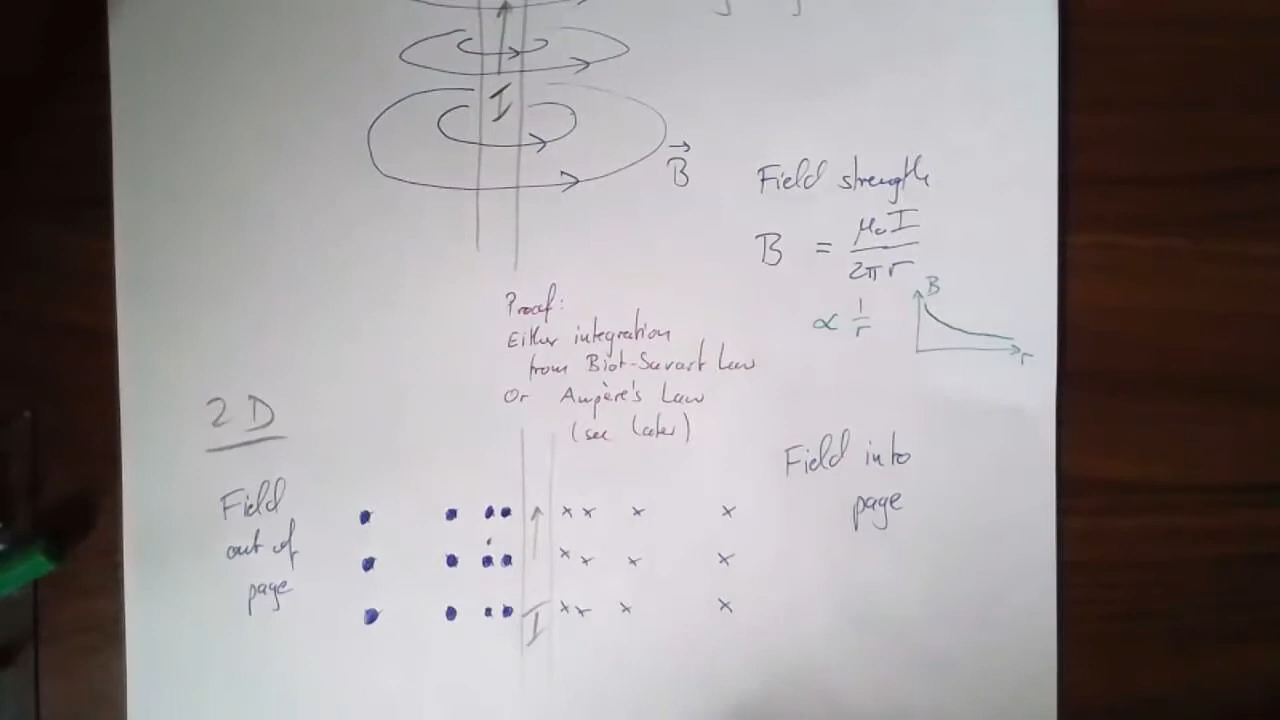 I
B⃗
Field strength
B = μ₀I / 2πr
∝ 1/r
B
r
Proof:
Either integration
from Biot-Savart Law
Or Ampère's Law
(see later)
2D
Field into
page
Field
out of
page
I